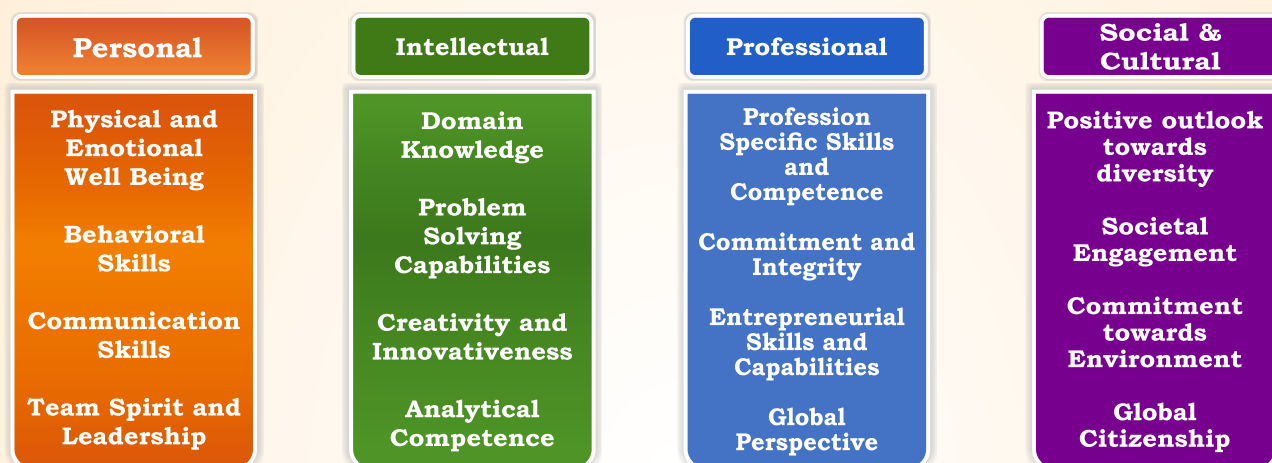 Personal
Physical and
Emotional
Well Being
Behavioral
Skills
Communication
Skills
Team Spirit and
Leadership
Intellectual
Domain
Knowledge
Problem
Solving
Capabilities
Creativity and
Innovativeness
Analytical
Competence
Professional
Profession
Specific Skills
and
Competence
Commitment and
Integrity
Entrepreneurial
Skills and
Capabilities
Global
Perspective
Social &
Cultural
Positive outlook
towards
diversity
Societal
Engagement
Commitment
towards
Environment
Global
Citizenship